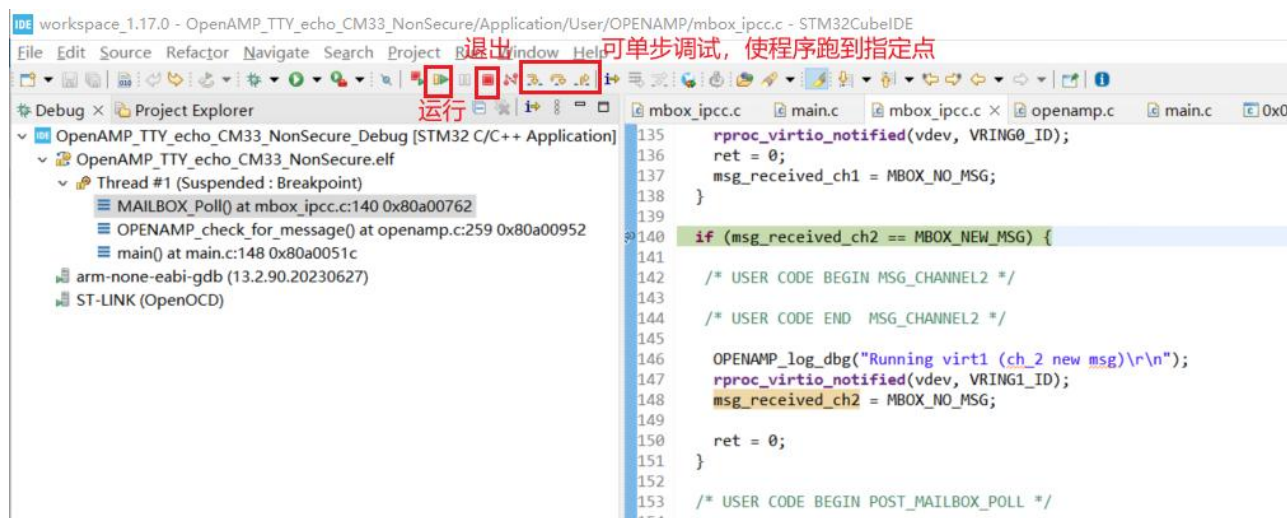 workspace_1.17.0 - OpenAMP_TTY_echo_CM33_NonSecure/Application/User/OPENAMP/mbox_ipcc.c - STM32CubeIDE
File Edit Source Refactor Navigate Search Project Window Help
退出
可单步调试，使程序跑到指定点
运行
Debug
Project Explorer
OpenAMP_TTY_echo_CM33_NonSecure_Debug [STM32 C/C++ Application]
OpenAMP_TTY_echo_CM33_NonSecure.elf
Thread #1 (Suspended : Breakpoint)
MAILBOX_Poll() at mbox_ipcc.c:140 0x80a00762
OPENAMP_check_for_message() at openamp.c:259 0x80a00952
main() at main.c:148 0x80a0051c
arm-none-eabi-gdb (13.2.90.20230627)
ST-LINK (OpenOCD)
mbox_ipcc.c main.c mbox_ipcc.c openamp.c main.c 0x0
135 rproc_virtio_notified(vdev, VRING0_ID);
136 ret = 0;
137 msg_received_ch1 = MBOX_NO_MSG;
138 }
139
140 if (msg_received_ch2 == MBOX_NEW_MSG) {
141
142 /* USER CODE BEGIN MSG_CHANNEL2 */
143
144 /* USER CODE END MSG_CHANNEL2 */
145
146 OPENAMP_log_dbg("Running virt1 (ch_2 new msg)\r\n");
147 rproc_virtio_notified(vdev, VRING1_ID);
148 msg_received_ch2 = MBOX_NO_MSG;
149
150 ret = 0;
151 }
152
153 /* USER CODE BEGIN POST_MAILBOX_POLL */